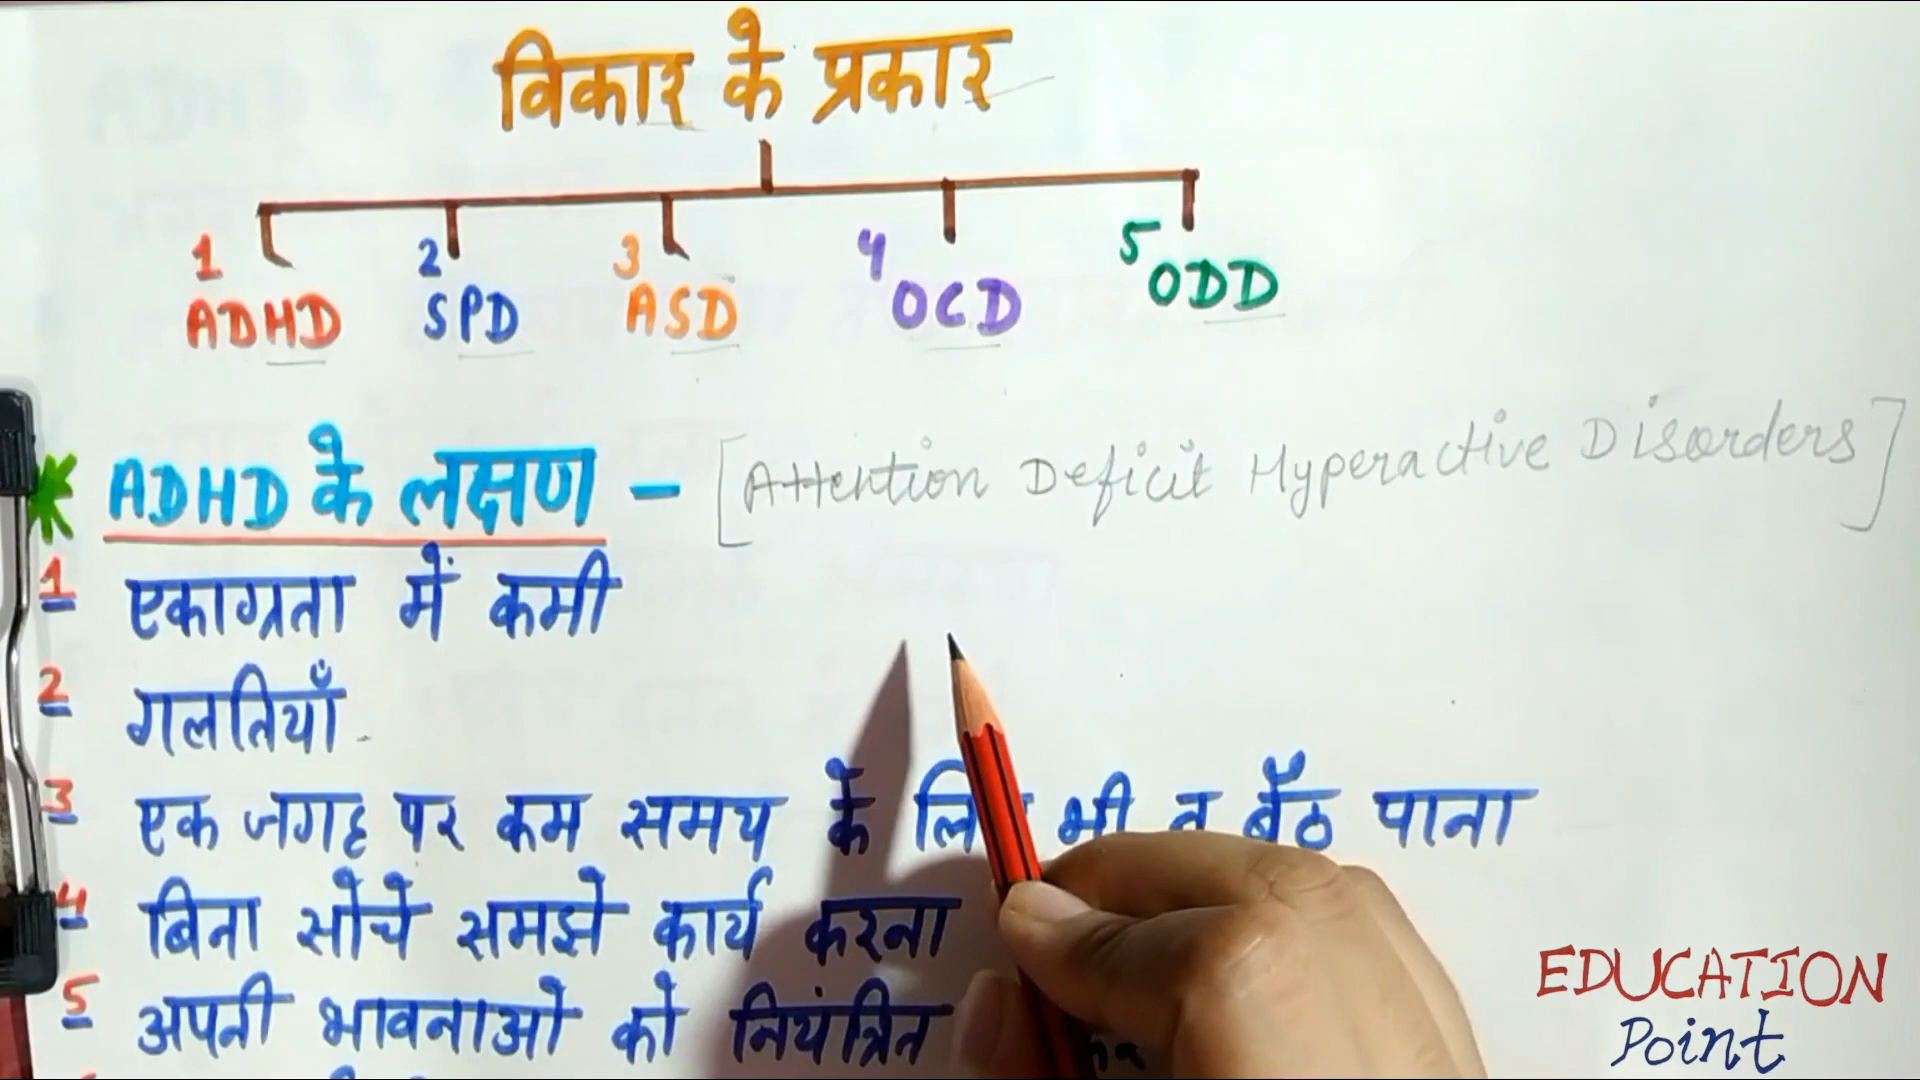 विकार के प्रकार
1 2 3 4 5
ADHD SPD ASD OCD ODD
* ADHD के लक्षण - [Attention Deficit Hyperactive Disorders]
1 एकाग्रता में कमी
2 गलतियाँ
3 एक जगह पर कम समय के भी न बैठ पाना
4 बिना सोचे समझे कार्य करना
5 अपनी भावनाओ को नियंत्रित
EDUCATION
Point